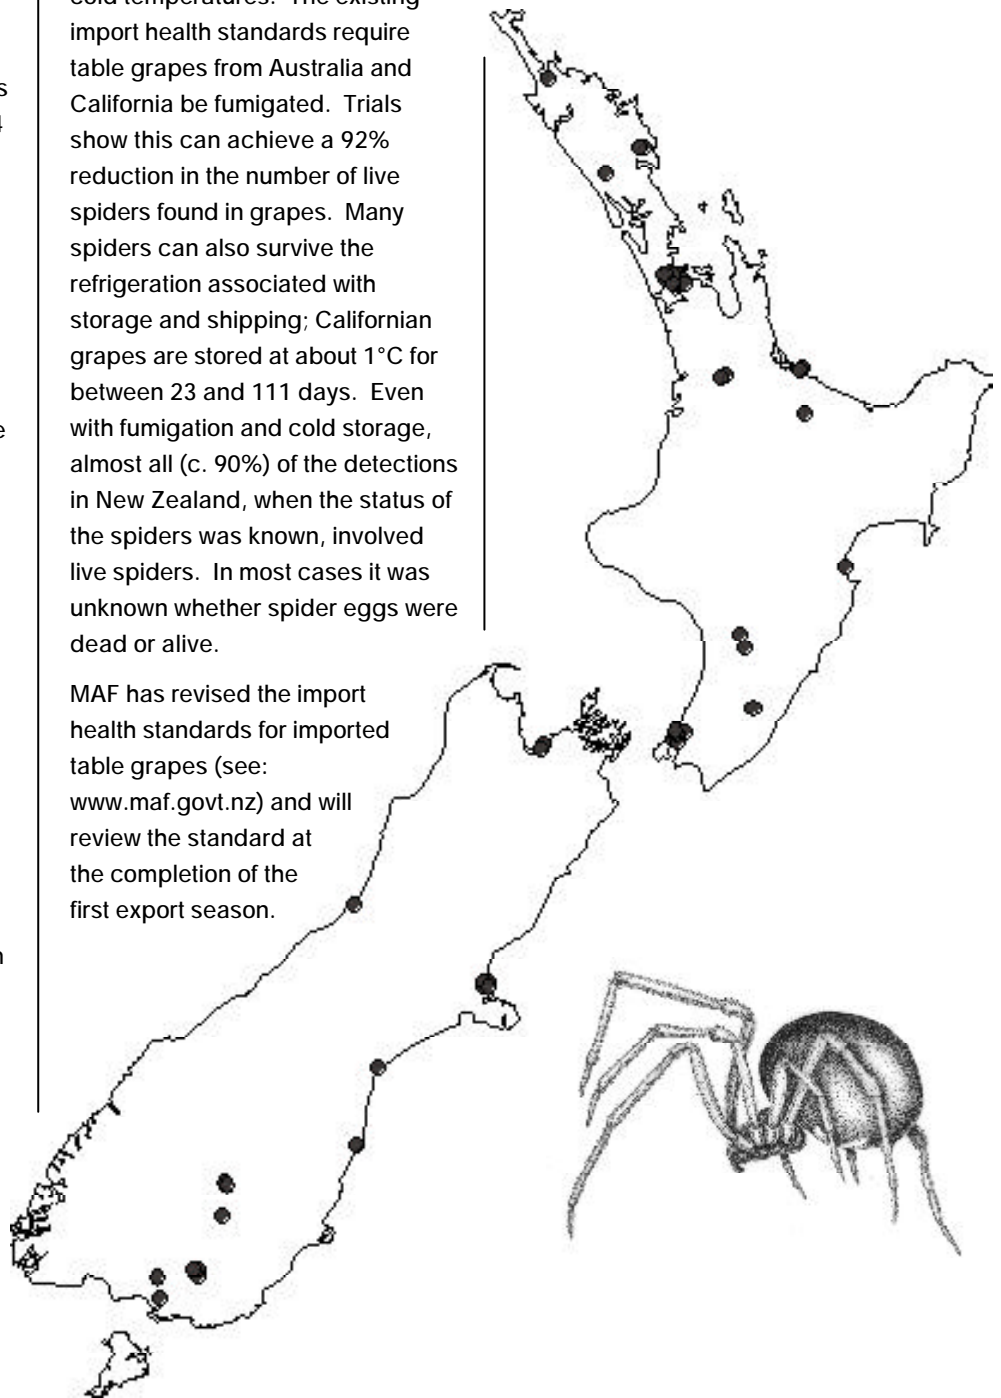 s
4
e
n
cold temperatures.  The existing
import health standards require
table grapes from Australia and
California be fumigated.  Trials
show this can achieve a 92%
reduction in the number of live
spiders found in grapes.  Many
spiders can also survive the
refrigeration associated with
storage and shipping; Californian
grapes are stored at about 1°C for
between 23 and 111 days.  Even
with fumigation and cold storage,
almost all (c. 90%) of the detections
in New Zealand, when the status of
the spiders was known, involved
live spiders.  In most cases it was
unknown whether spider eggs were
dead or alive.
MAF has revised the import
health standards for imported
table grapes (see:
www.maf.govt.nz) and will
review the standard at
the completion of the
first export season.